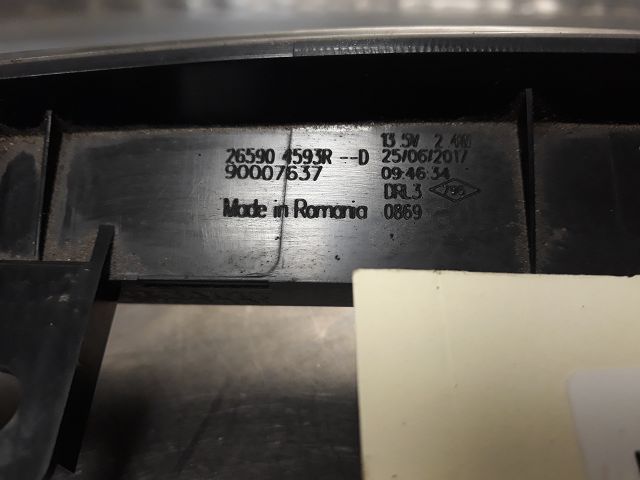 13.5V 2.4W
26590 4593R --D 25/06/2017
90007637 09:46:34
DRL3
Made in Romania 0869